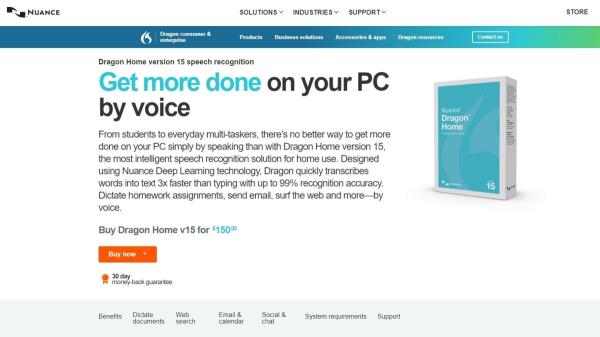 NUANCE
SOLUTIONS
INDUSTRIES
SUPPORT
STORE
Dragon consumer &
enterprise
Products
Business solutions
Accessories & apps
Dragon resources
Contact us
Dragon Home version 15 speech recognition
Get more done on your PC
by voice
From students to everyday multi-taskers, there's no better way to get more
done on your PC simply by speaking than with Dragon Home version 15,
the most intelligent speech recognition solution for home use. Designed
using Nuance Deep Learning technology, Dragon quickly transcribes
words into text 3x faster than typing with up to 99% recognition accuracy.
Dictate homework assignments, send email, surf the web and more—by
voice.
Buy Dragon Home v15 for $150.00
Buy now
30 day
money-back guarantee
Nuance®
Dragon®
Home
15
Benefits
Dictate
documents
Web
search
Email &
calendar
Social &
chat
System requirements
Support